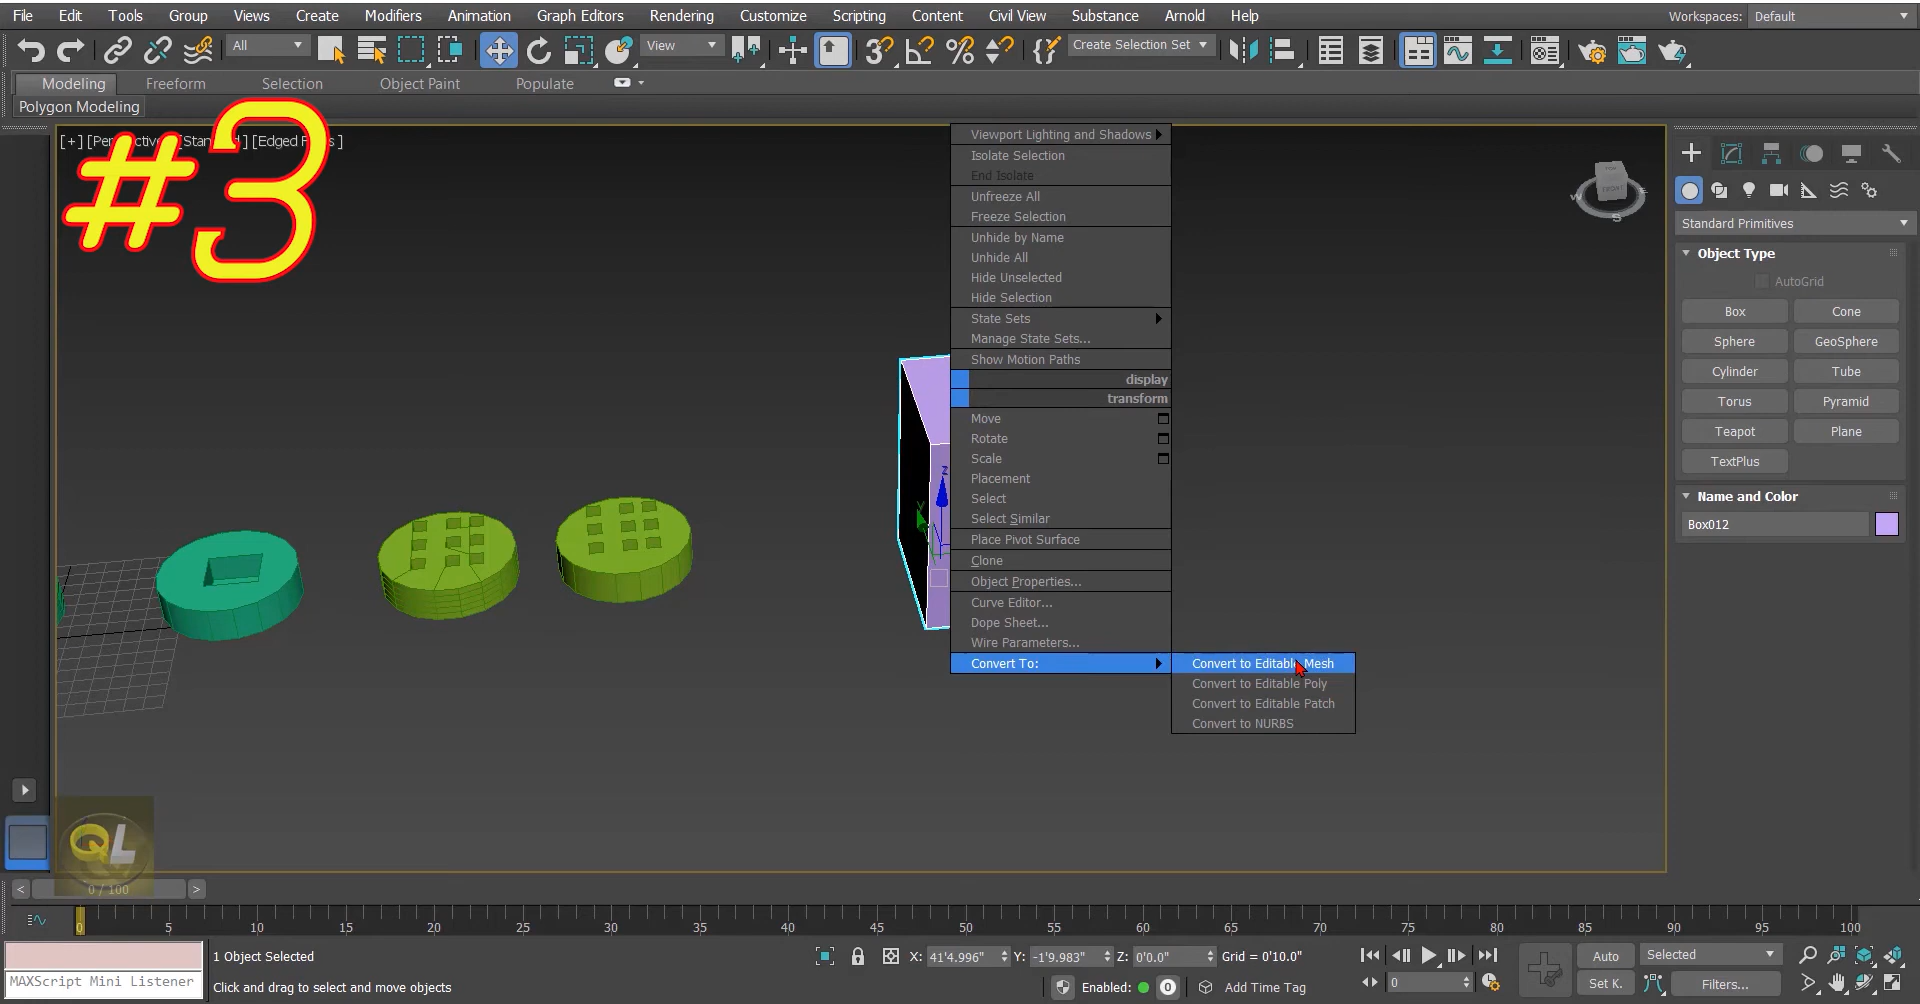 File Edit Tools Group Views Create Modifiers Animation Graph Editors Rendering Customize Scripting Content Civil View Substance Arnold Help Workspaces: Default
All View Create Selection Set
Modeling Freeform Selection Object Paint Populate
Polygon Modeling
#3
[+] [Standard] [Edged
Viewport Lighting and Shadows
Isolate Selection
End Isolate
Unfreeze All
Freeze Selection
Unhide by Name
Unhide All
Hide Unselected
Hide Selection
State Sets
Manage State Sets...
Show Motion Paths
display
transform
Move
Rotate
Scale
Placement
Select
Select Similar
Place Pivot Surface
Clone
Object Properties...
Curve Editor...
Dope Sheet...
Wire Parameters...
Convert To:
Convert to Editable Mesh
Convert to Editable Poly
Convert to Editable Patch
Convert to NURBS
Z
FRONT
W
S
Standard Primitives
Object Type
AutoGrid
Box Cone
Sphere GeoSphere
Cylinder Tube
Torus Pyramid
Teapot Plane
TextPlus
Name and Color
Box012
QL
< 0 / 100 >
0 5 10 15 20 25 30 35 40 45 50 55 60 65 70 75 80 85 90 95 100
1 Object Selected X: 41'4.996" Y: -1'9.983" Z: 0'0.0" Grid = 0'10.0" Auto Selected
MAXScript Mini Listener Click and drag to select and move objects Enabled: 0 Add Time Tag 0 Set K. Filters...